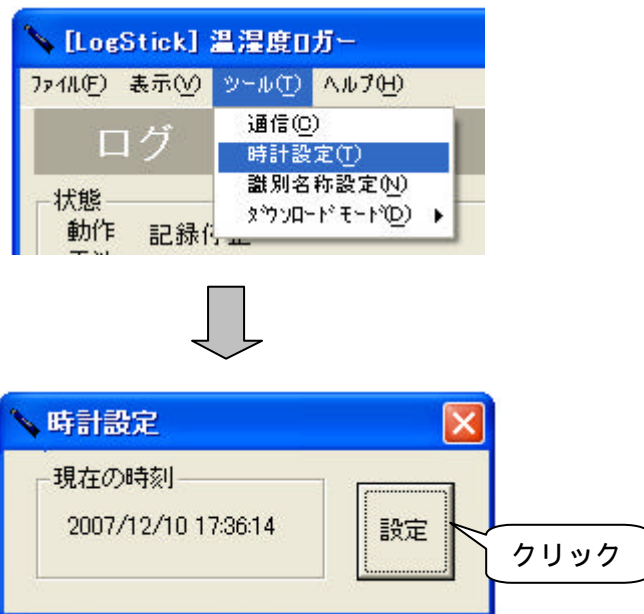 [LogStick] 温湿度ロガー
ファイル(F) 表示(V) ツール(T) ヘルプ(H)
ログ
通信(C)
時計設定(T)
識別名称設定(N)
ダウンロードモード(D)
状態
動作 記録停止
時計設定
現在の時刻
2007/12/10 17:36:14
設定
クリック